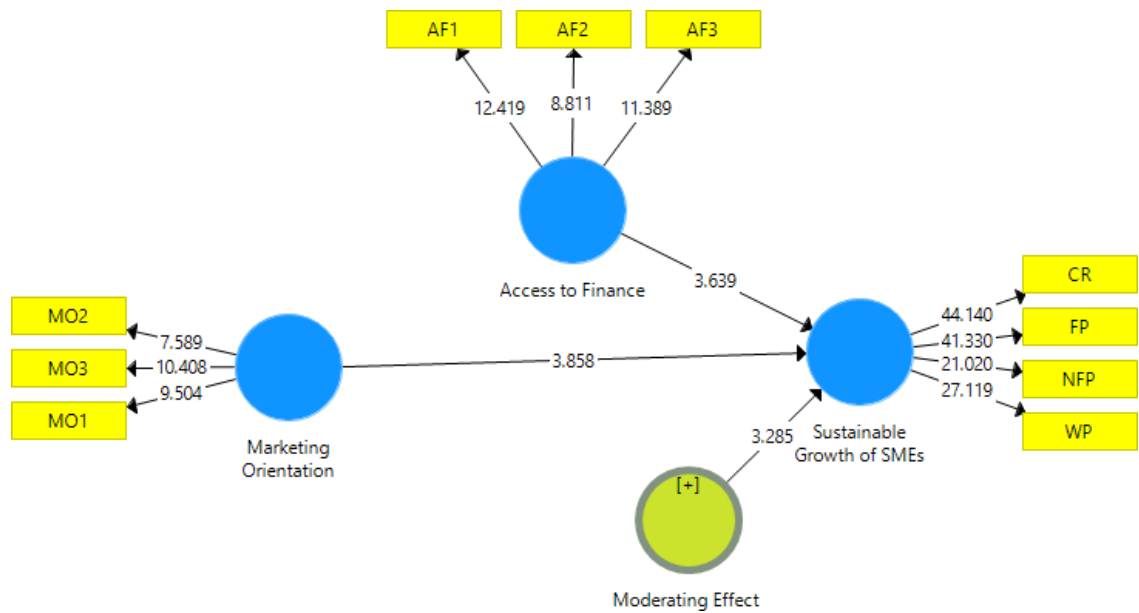 AF1 AF2 AF3
12.419 8.811 11.389
Access to Finance
3.639
MO2
MO3
MO1
7.589
10.408
9.504
Marketing
Orientation
3.858
CR
FP
NFP
WP
44.140
41.330
21.020
27.119
Sustainable
Growth of SMEs
3.285
[+]
Moderating Effect